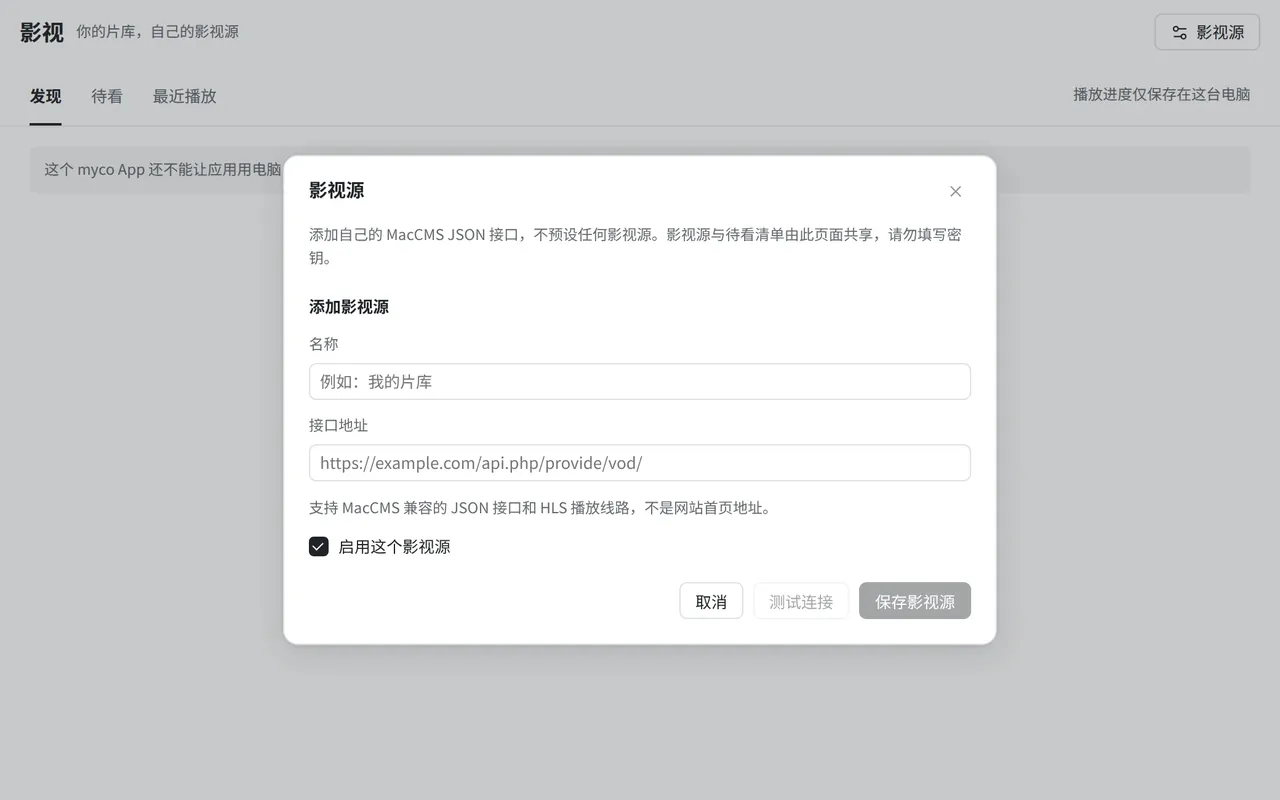 影视 你的片库，自己的影视源
影视源
发现 待看 最近播放
播放进度仅保存在这台电脑
这个 myco App 还不能让应用用电脑
影视源
添加自己的 MacCMS JSON 接口，不预设任何影视源。影视源与待看清单由此页面共享，请勿填写密
钥。
添加影视源
名称
例如：我的片库
接口地址
https://example.com/api.php/provide/vod/
支持 MacCMS 兼容的 JSON 接口和 HLS 播放线路，不是网站首页地址。
启用这个影视源
取消 测试连接 保存影视源